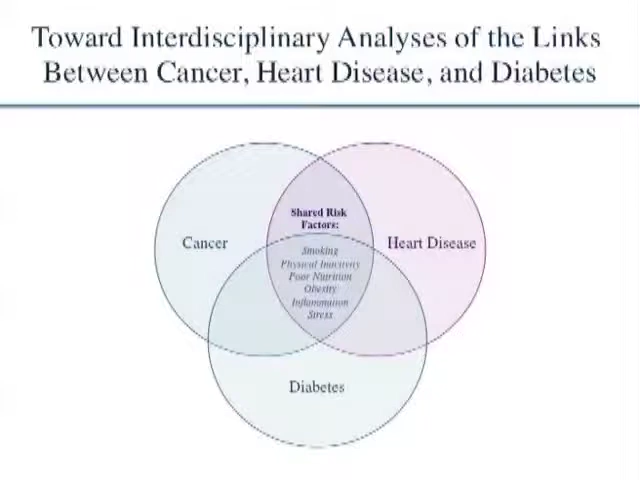 Toward Interdisciplinary Analyses of the Links
Between Cancer, Heart Disease, and Diabetes
Shared Risk
Factors:
Cancer
Heart Disease
Smoking
Physical Inactivity
Poor Nutrition
Obesity
Inflammation
Stress
Diabetes